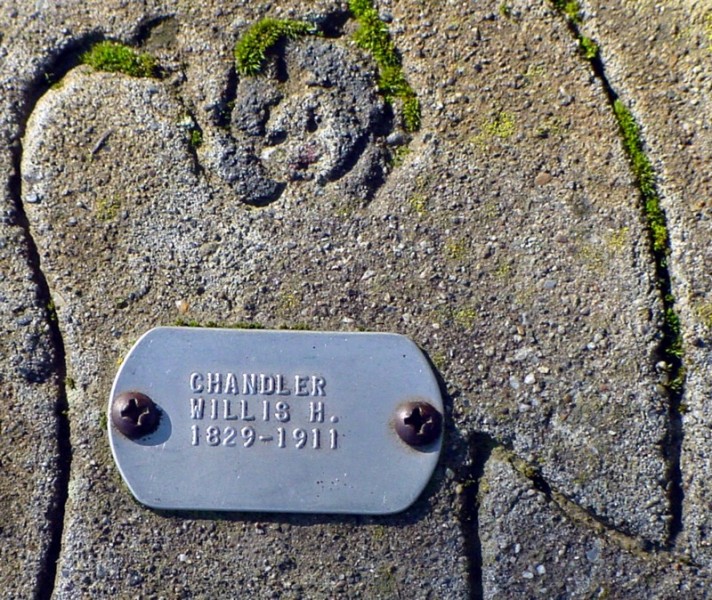 CHANDLER
WILLIS H.
1829-1911